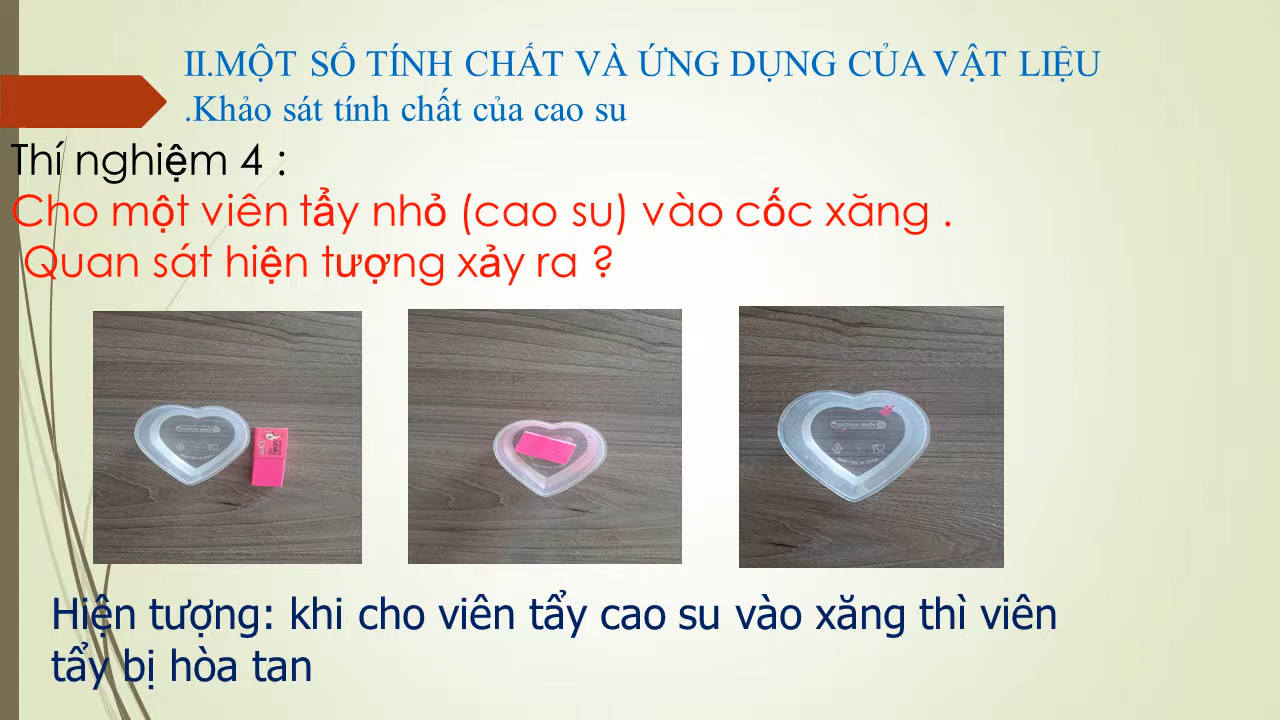 II.MỘT SỐ TÍNH CHẤT VÀ ỨNG DỤNG CỦA VẬT LIỆU
.Khảo sát tính chất của cao su
Thí nghiệm 4 :
Cho một viên tẩy nhỏ (cao su) vào cốc xăng .
Quan sát hiện tượng xảy ra ?
Hiện tượng: khi cho viên tẩy cao su vào xăng thì viên
tẩy bị hòa tan